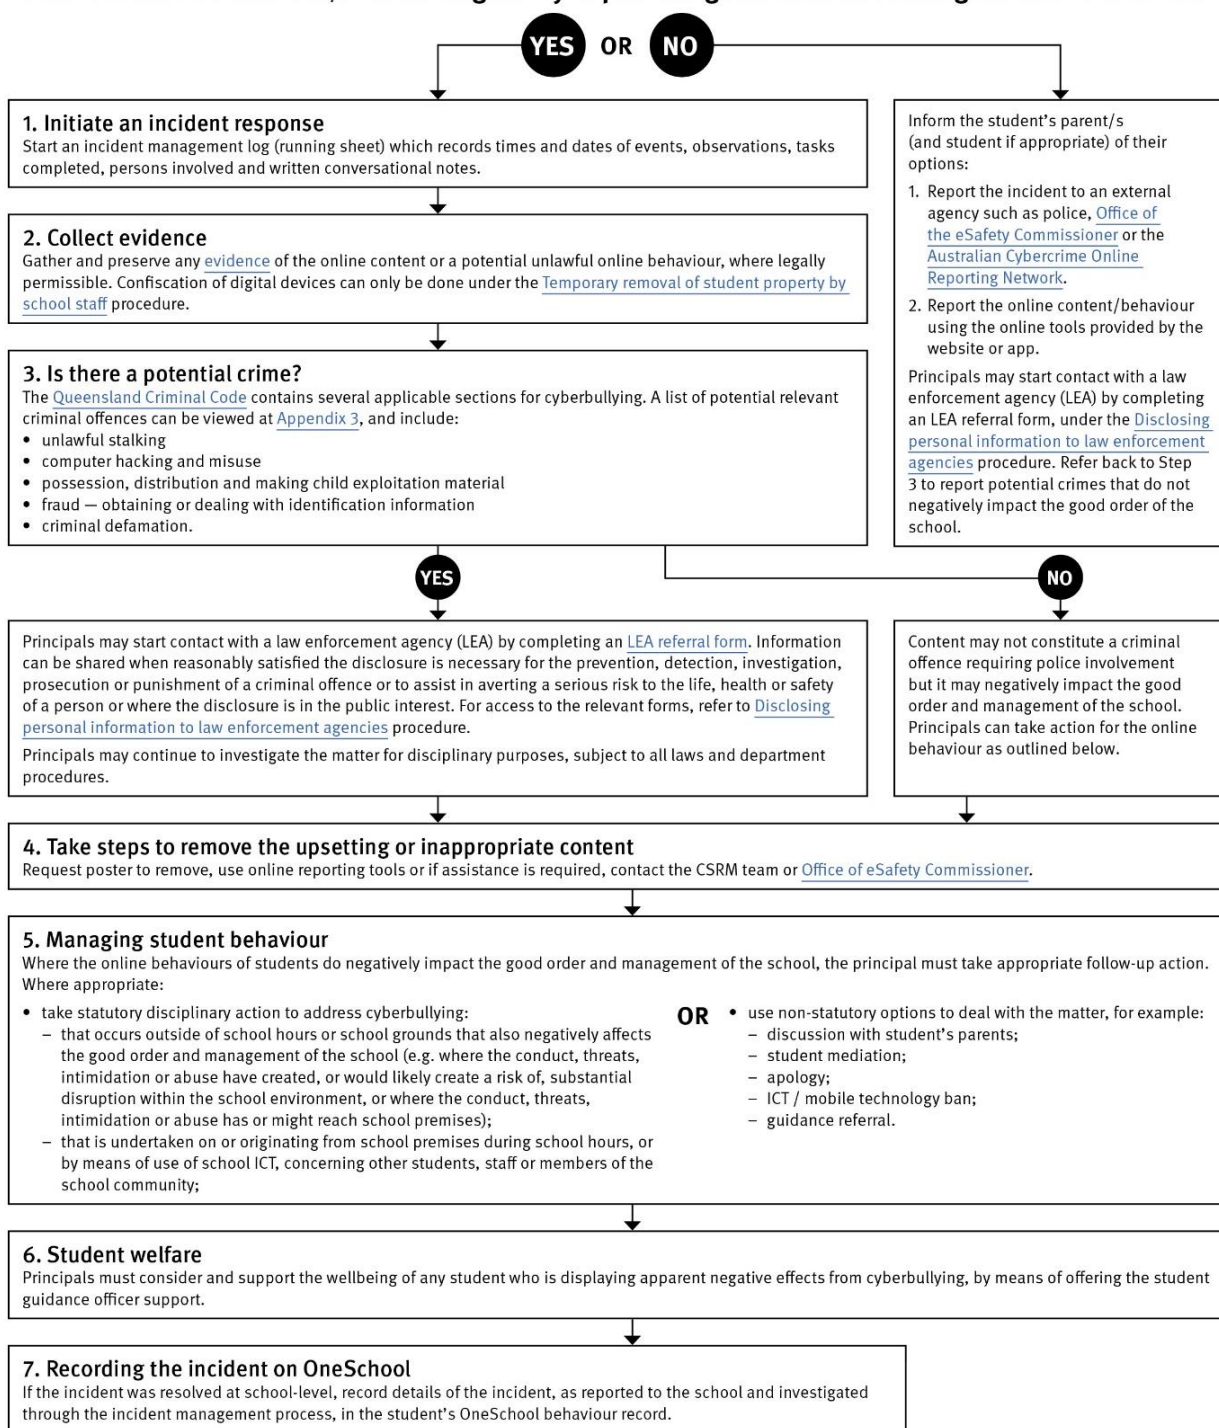 YES OR NO
1. Initiate an incident response
Start an incident management log (running sheet) which records times and dates of events, observations, tasks
completed, persons involved and written conversational notes.
2. Collect evidence
Gather and preserve any evidence of the online content or a potential unlawful online behaviour, where legally
permissible. Confiscation of digital devices can only be done under the Temporary removal of student property by
school staff procedure.
3. Is there a potential crime?
The Queensland Criminal Code contains several applicable sections for cyberbullying. A list of potential relevant
criminal offences can be viewed at Appendix 3, and include:
• unlawful stalking
• computer hacking and misuse
• possession, distribution and making child exploitation material
• fraud — obtaining or dealing with identification information
• criminal defamation.
Inform the student's parent/s
(and student if appropriate) of their
options:
1. Report the incident to an external
agency such as police, Office of
the eSafety Commissioner or the
Australian Cybercrime Online
Reporting Network.
2. Report the online content/behaviour
using the online tools provided by the
website or app.
Principals may start contact with a law
enforcement agency (LEA) by completing
an LEA referral form, under the Disclosing
personal information to law enforcement
agencies procedure. Refer back to Step
3 to report potential crimes that do not
negatively impact the good order of the
school.
YES
NO
Principals may start contact with a law enforcement agency (LEA) by completing an LEA referral form. Information
can be shared when reasonably satisfied the disclosure is necessary for the prevention, detection, investigation,
prosecution or punishment of a criminal offence or to assist in averting a serious risk to the life, health or safety
of a person or where the disclosure is in the public interest. For access to the relevant forms, refer to Disclosing
personal information to law enforcement agencies procedure.
Principals may continue to investigate the matter for disciplinary purposes, subject to all laws and department
procedures.
Content may not constitute a criminal
offence requiring police involvement
but it may negatively impact the good
order and management of the school.
Principals can take action for the online
behaviour as outlined below.
4. Take steps to remove the upsetting or inappropriate content
Request poster to remove, use online reporting tools or if assistance is required, contact the CSRM team or Office of eSafety Commissioner.
5. Managing student behaviour
Where the online behaviours of students do negatively impact the good order and management of the school, the principal must take appropriate follow-up action.
Where appropriate:
• take statutory disciplinary action to address cyberbullying:
– that occurs outside of school hours or school grounds that also negatively affects
the good order and management of the school (e.g. where the conduct, threats,
intimidation or abuse have created, or would likely create a risk of, substantial
disruption within the school environment, or where the conduct, threats,
intimidation or abuse has or might reach school premises);
– that is undertaken on or originating from school premises during school hours, or
by means of use of school ICT, concerning other students, staff or members of the
school community;
OR
• use non-statutory options to deal with the matter, for example:
– discussion with student's parents;
– student mediation;
– apology;
– ICT / mobile technology ban;
– guidance referral.
6. Student welfare
Principals must consider and support the wellbeing of any student who is displaying apparent negative effects from cyberbullying, by means of offering the student
guidance officer support.
7. Recording the incident on OneSchool
If the incident was resolved at school-level, record details of the incident, as reported to the school and investigated
through the incident management process, in the student's OneSchool behaviour record.